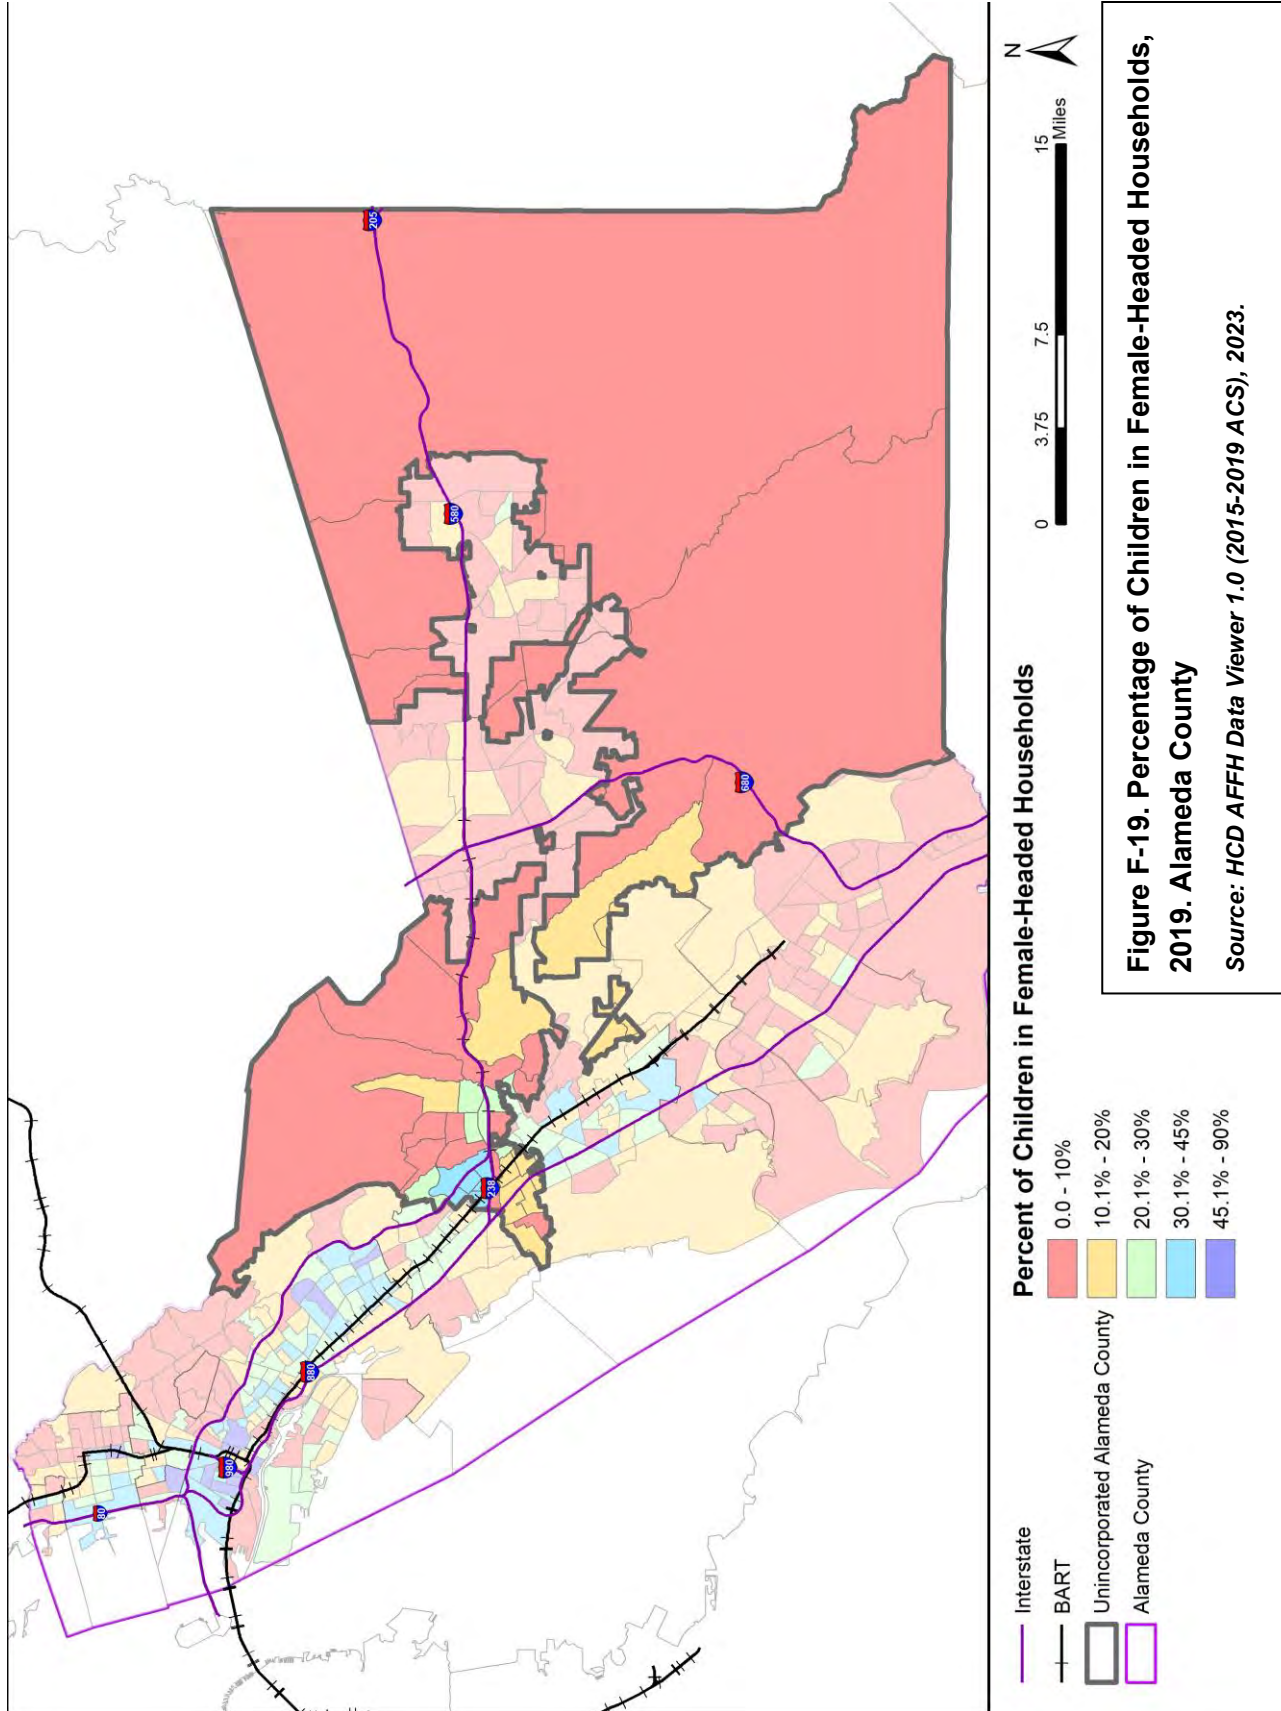 80
980
880
238
580
205
680
Interstate
BART
Unincorporated Alameda County
Alameda County
Percent of Children in Female-Headed Households
0.0 - 10%
10.1% - 20%
20.1% - 30%
30.1% - 45%
45.1% - 90%
0 3.75 7.5 15
Miles
N
Figure F-19. Percentage of Children in Female-Headed Households,
2019. Alameda County
Source: HCD AFFH Data Viewer 1.0 (2015-2019 ACS), 2023.